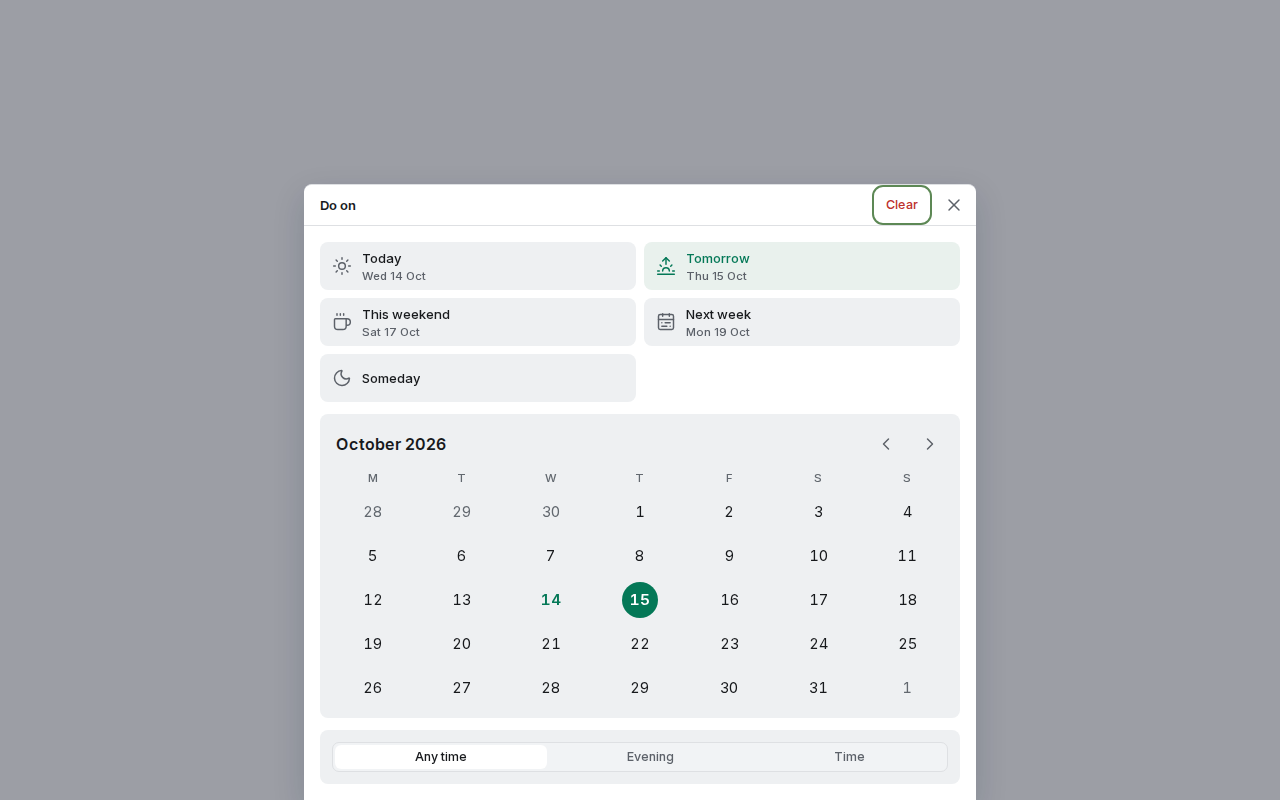 Do on
Clear
Today
Wed 14 Oct
Tomorrow
Thu 15 Oct
This weekend
Sat 17 Oct
Next week
Mon 19 Oct
Someday
October 2026
M T W T F S S
28 29 30 1 2 3 4
5 6 7 8 9 10 11
12 13 14 15 16 17 18
19 20 21 22 23 24 25
26 27 28 29 30 31 1
Any time Evening Time